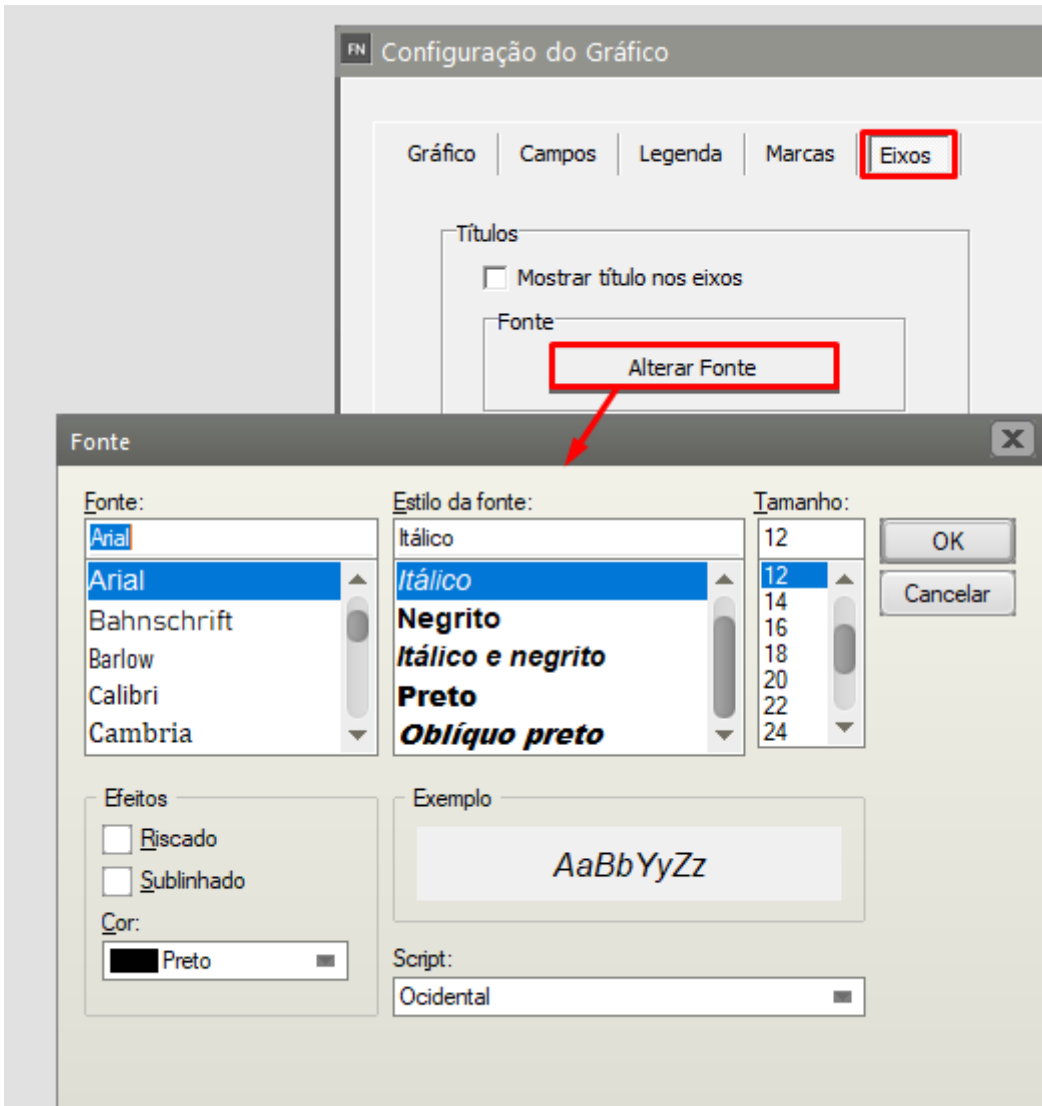 FN Configuração do Gráfico
Gráfico Campos Legenda Marcas Eixos
Títulos
Mostrar título nos eixos
Fonte
Alterar Fonte
Fonte
Fonte: Estilo da fonte: Tamanho:
Arial Itálico 12 OK
Arial Itálico 12 Cancelar
Bahnschrift Negrito 14
Barlow Itálico e negrito 16
Calibri Preto 18
Cambria Oblíquo preto 20
22
24
Efeitos Exemplo
Riscado
AaBbYyZz
Sublinhado
Cor:
Preto
Script:
Ocidental